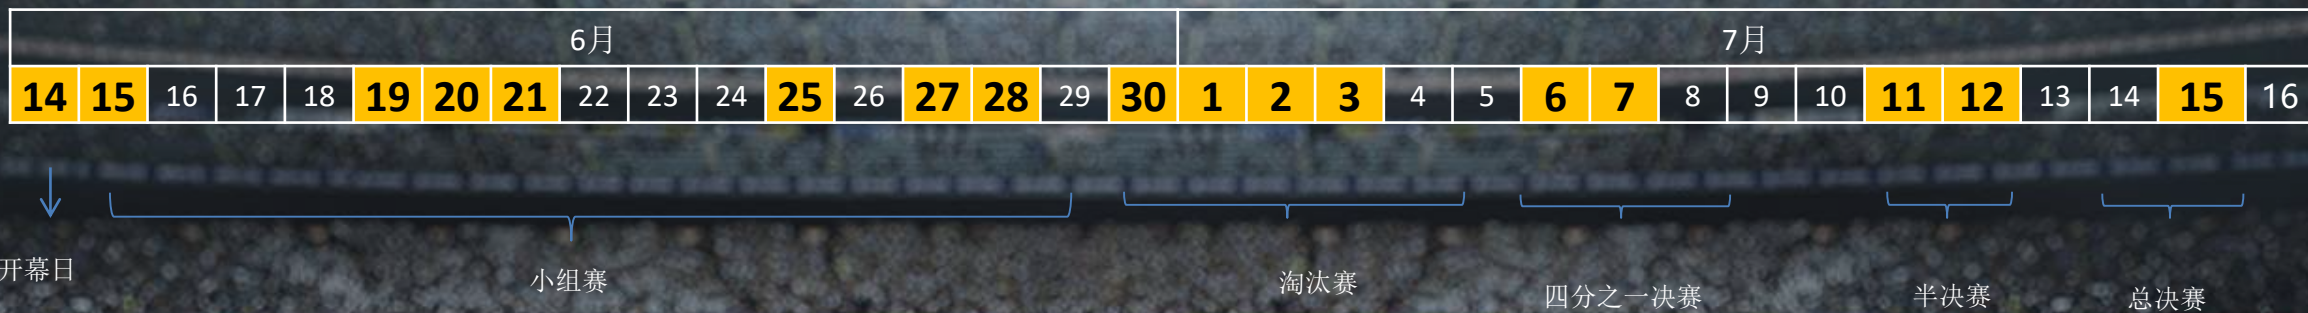 6月 7月
14 15 16 17 18 19 20 21 22 23 24 25 26 27 28 29 30 1 2 3 4 5 6 7 8 9 10 11 12 13 14 15 16
开幕日 小组赛 淘汰赛 四分之一决赛 半决赛 总决赛